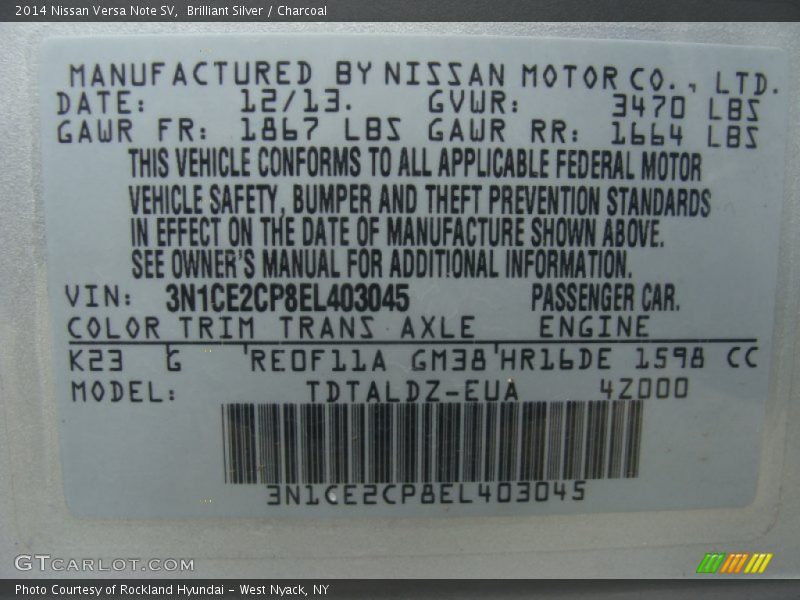 2014 Nissan Versa Note SV,  Brilliant Silver / Charcoal
MANUFACTURED BY NISSAN MOTOR CO., LTD.
DATE: 12/13. GVWR: 3470 LBS
GAWR FR: 1867 LBS GAWR RR: 1664 LBS
THIS VEHICLE CONFORMS TO ALL APPLICABLE FEDERAL MOTOR
VEHICLE SAFETY, BUMPER AND THEFT PREVENTION STANDARDS
IN EFFECT ON THE DATE OF MANUFACTURE SHOWN ABOVE.
SEE OWNER'S MANUAL FOR ADDITIONAL INFORMATION.
VIN: 3N1CE2CP8EL403045 PASSENGER CAR.
COLOR TRIM TRANS AXLE ENGINE
K23 G REOF11A GM38 HR16DE 1598 CC
MODEL: TDTALDZ-EUA 4Z000
3N1CE2CP8EL403045
GTCARLOT.COM
Photo Courtesy of Rockland Hyundai - West Nyack, NY